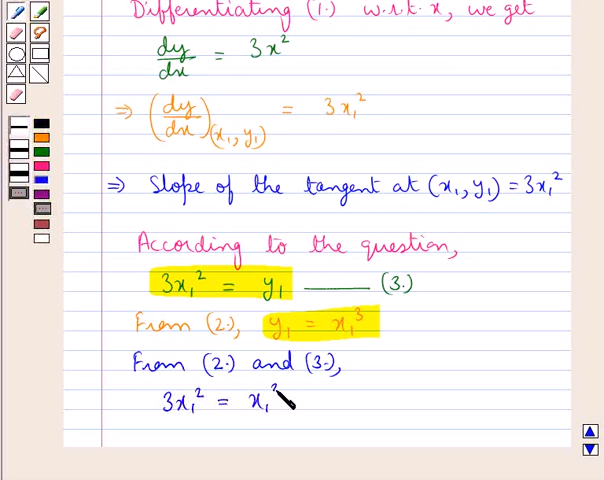 Differentiating (1.) w.r.t. x, we get
dy/dx = 3x²
⇒ (dy/dx)(x₁, y₁) = 3x₁²
⇒ Slope of the tangent at (x₁, y₁) = 3x₁²
According to the question,
3x₁² = y₁ ——— (3.)
From (2.), y₁ = x₁³
From (2.) and (3.),
3x₁² = x₁